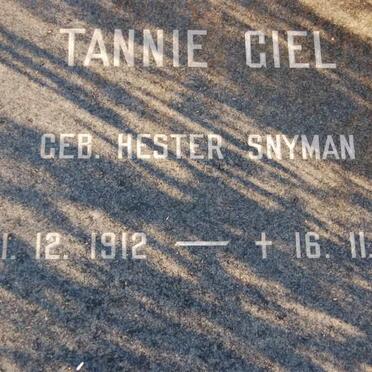 TANNIE CIEL
GEB. HESTER SNYMAN
1. 12. 1912 — † 16. 11.